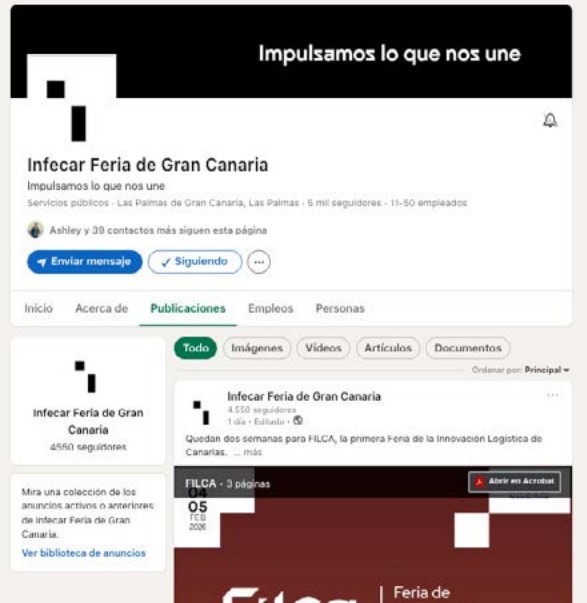 Impulsamos lo que nos une
Infecar Feria de Gran Canaria
Impulsamos lo que nos une
Servicios públicos · Las Palmas de Gran Canaria, Las Palmas · 5 mil seguidores · 11-50 empleados
Ashley y 39 contactos más siguen esta página
Enviar mensaje
Siguiendo
Inicio Acerca de Publicaciones Empleos Personas
Todo Imágenes Vídeos Artículos Documentos
Ordenar por: Principal
Infecar Feria de Gran
Canaria
4550 seguidores
Mira una colección de los
anuncios activos o anteriores
de Infecar Feria de Gran
Canaria.
Ver biblioteca de anuncios
Infecar Feria de Gran Canaria
4.550 seguidores
1 día · Editado ·
Quedan dos semanas para FILCA, la primera Feria de la Innovación Logística de
Canarias. ... más
FILCA · 3 páginas
Abrir en Acrobat
04
05
FEB
2026
Filca
Feria de